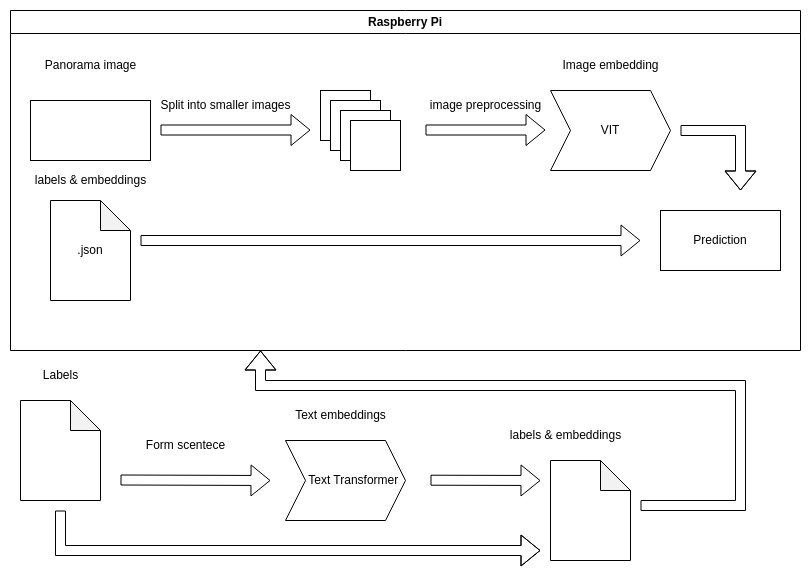 Raspberry Pi
Panorama image
Image embedding
Split into smaller images
image preprocessing
VIT
labels & embeddings
.json
Prediction
Labels
Text embeddings
labels & embeddings
Form scentece
Text Transformer